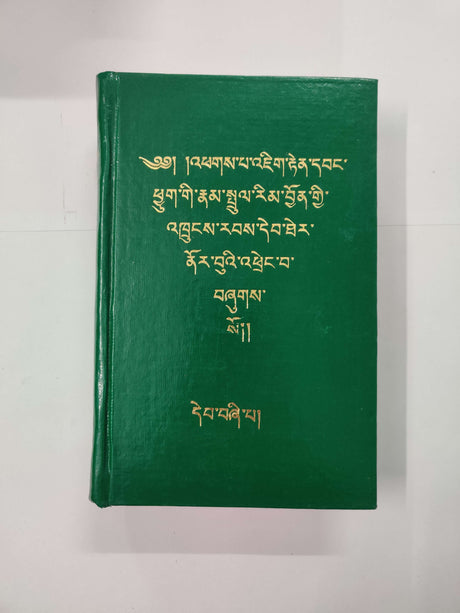 ༄༅། །འཕགས་པ་འཇིག་རྟེན་དབང་
ཕྱུག་གི་རྣམ་སྤྲུལ་རིམ་བྱོན་གྱི་
འཁྲུངས་རབས་དེབ་ཐེར་
ནོར་བུའི་འཕྲེང་བ་
བཞུགས་
སོ།།
དེབ་བཞི་པ།